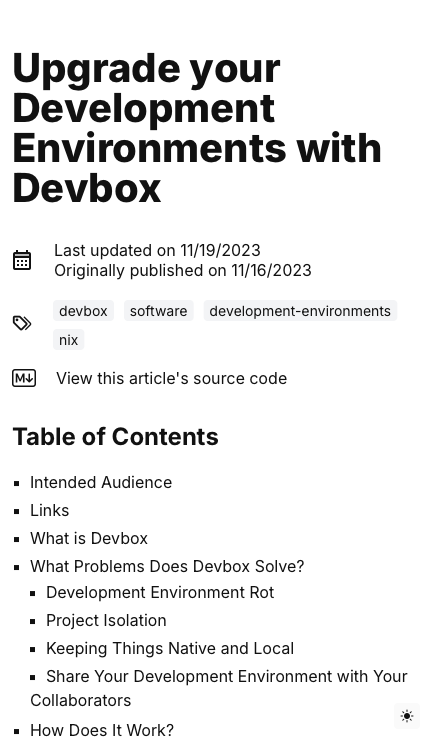 Upgrade your
Development
Environments with
Devbox
Last updated on 11/19/2023
Originally published on 11/16/2023
devbox software development-environments
nix
View this article's source code
Table of Contents
Intended Audience
Links
What is Devbox
What Problems Does Devbox Solve?
Development Environment Rot
Project Isolation
Keeping Things Native and Local
Share Your Development Environment with Your
Collaborators
How Does It Work?